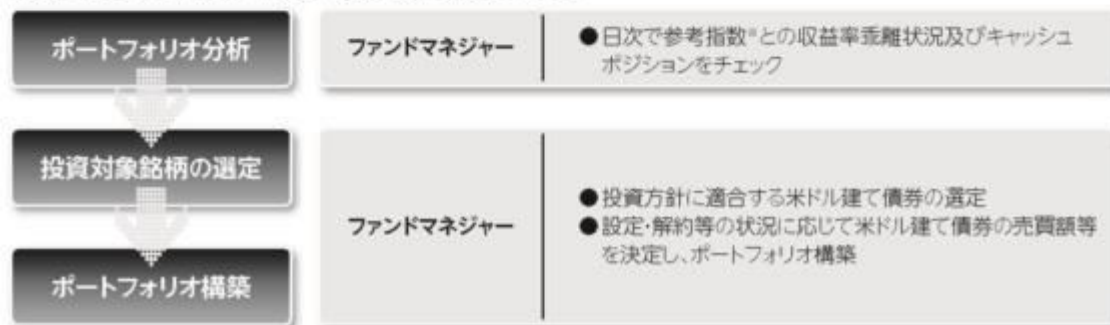 ポートフォリオ分析
ファンドマネジャー
●日次で参考指数※との収益率乖離状況及びキャッシュ
ポジションをチェック
投資対象銘柄の選定
ファンドマネジャー
●投資方針に適合する米ドル建て債券の選定
●設定・解約等の状況に応じて米ドル建て債券の売買額等
を決定し、ポートフォリオ構築
ポートフォリオ構築